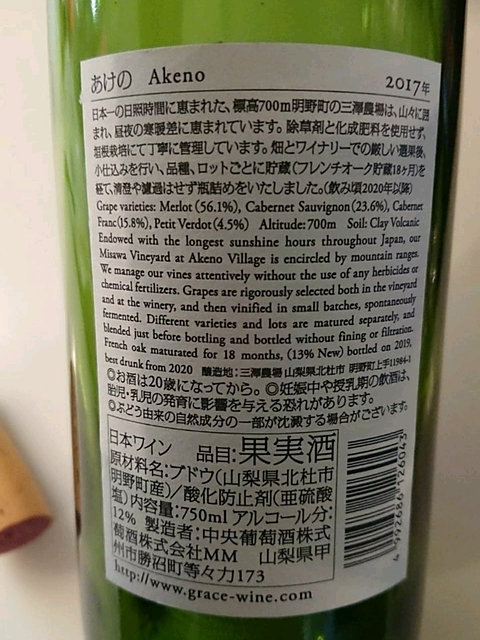 あけの Akeno 2017年
日本一の日照時間に恵まれた、標高700m明野町の三澤農場は、山々に囲
まれ、昼夜の寒暖差に恵まれています。除草剤と化成肥料を使用せず、
垣根栽培にて丁寧に管理しています。畑とワイナリーでの厳しい選果後、
小仕込みを行い、品種、ロットごとに貯蔵(フレンチオーク貯蔵18ヶ月)を
経て、清澄や濾過はせず瓶詰めをいたしました。(飲み頃2020年以降)
Grape varieties: Merlot (56.1%), Cabernet Sauvignon (23.6%), Cabernet
Franc (15.8%), Petit Verdot (4.5%) Altitude: 700m Soil: Clay Volcanic
Endowed with the longest sunshine hours throughout Japan, our
Misawa Vineyard at Akeno Village is encircled by mountain ranges.
We manage our vines attentively without the use of any herbicides or
chemical fertilizers. Grapes are rigorously selected both in the vineyard
and at the winery, and then vinified in small batches, spontaneously
fermented. Different varieties and lots are matured separately, and
blended just before bottling and bottled without fining or filtration.
French oak maturated for 18 months, (13% New) bottled on 2019,
best drunk from 2020 醸造地:三澤農場 山梨県北杜市 明野町上手11984-1
◎お酒は20歳になってから。◎妊娠中や授乳期の飲酒は、
胎児・乳児の発育に影響を与える恐れがあります。
◎ぶどう由来の自然成分の一部が沈澱する場合がございます。
日本ワイン 品目:果実酒
原材料名:ブドウ(山梨県北杜市
明野町産)/酸化防止剤(亜硫酸
塩)内容量:750ml アルコール分:
12% 製造者:中央葡萄酒株式
葡萄酒株式会社MM 山梨県甲
州市勝沼町等々力173
http://www.grace-wine.com
4 992486 126043